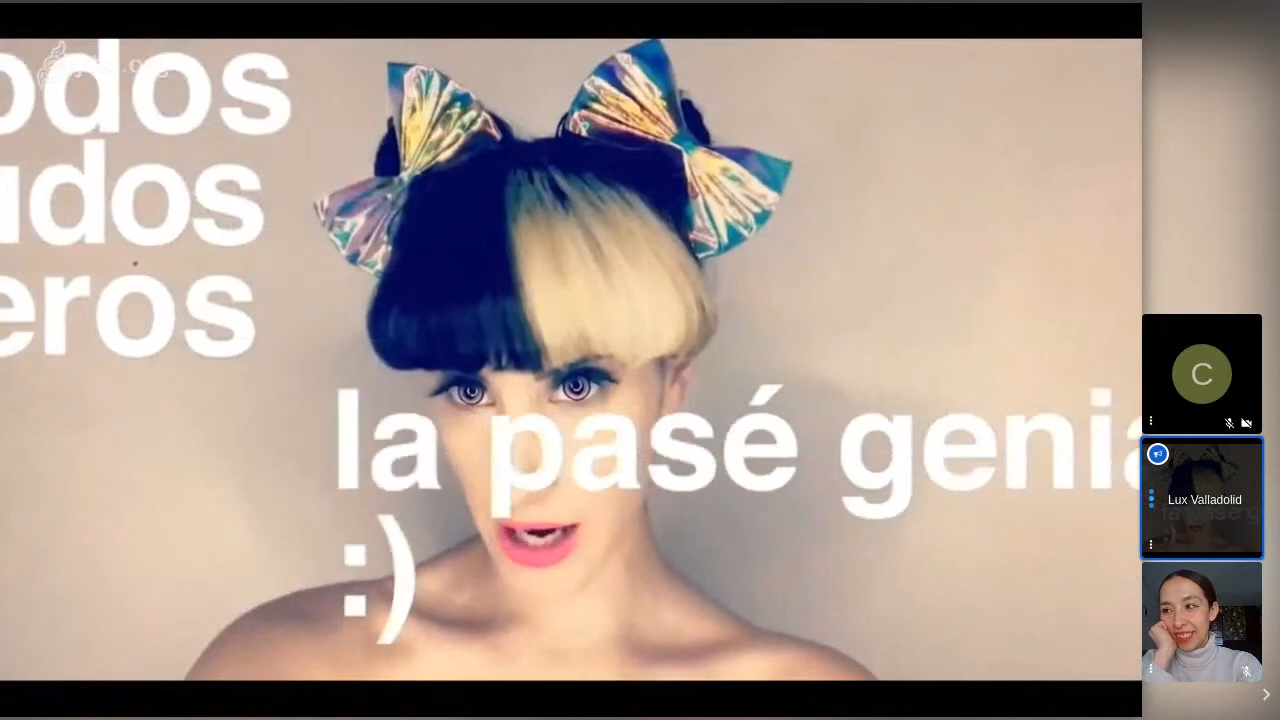 odos
udos
eros
la pasé genia
:)
C
Lux Valladolid